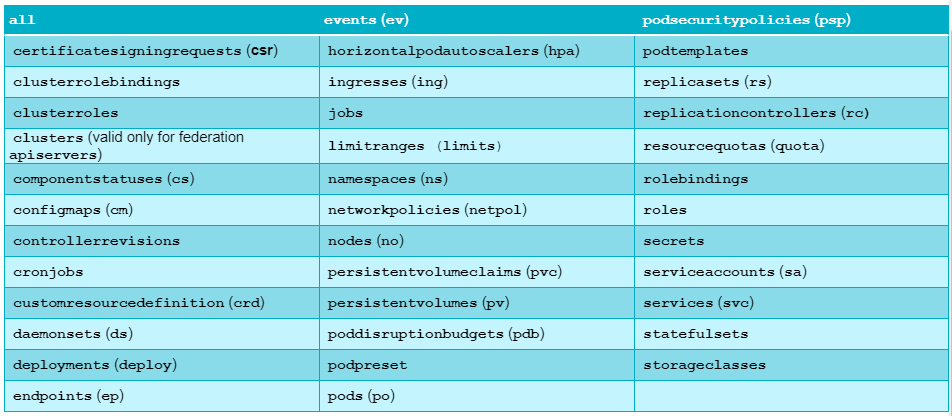 all events (ev) podsecuritypolicies (psp)
certificatesigningrequests (csr) horizontalpodautoscalers (hpa) podtemplates
clusterrolebindings ingresses (ing) replicasets (rs)
clusterroles jobs replicationcontrollers (rc)
clusters (valid only for federation
apiservers) limitranges (limits) resourcequotas (quota)
componentstatuses (cs) namespaces (ns) rolebindings
configmaps (cm) networkpolicies (netpol) roles
controllerrevisions nodes (no) secrets
cronjobs persistentvolumeclaims (pvc) serviceaccounts (sa)
customresourcedefinition (crd) persistentvolumes (pv) services (svc)
daemonsets (ds) poddisruptionbudgets (pdb) statefulsets
deployments (deploy) podpreset storageclasses
endpoints (ep) pods (po)